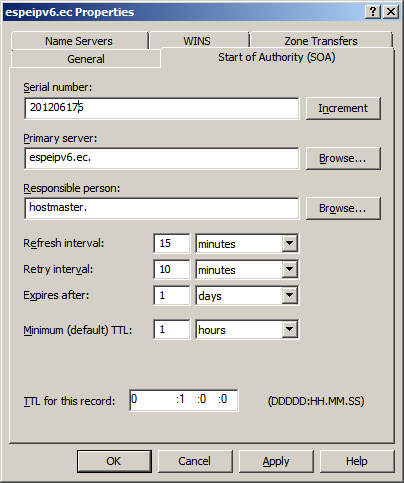 espeipv6.ec Properties
Name Servers WINS Zone Transfers
General Start of Authority (SOA)
Serial number:
201206175 Increment
Primary server:
espeipv6.ec. Browse...
Responsible person:
hostmaster. Browse...
Refresh interval: 15 minutes
Retry interval: 10 minutes
Expires after: 1 days
Minimum (default) TTL: 1 hours
TTL for this record: 0 :1 :0 :0 (DDDDD:HH.MM.SS)
OK Cancel Apply Help